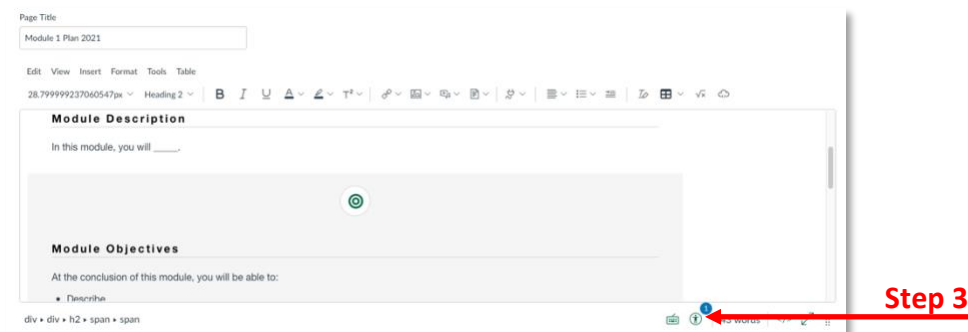 Page Title
Module 1 Plan 2021
Edit View Insert Format Tools Table
28.799999237060547px Heading 2 B I U A T²
Module Description
In this module, you will _____.
Module Objectives
At the conclusion of this module, you will be able to:
• Describe
div ▸ div ▸ h2 ▸ span ▸ span 1 words </>
Step 3